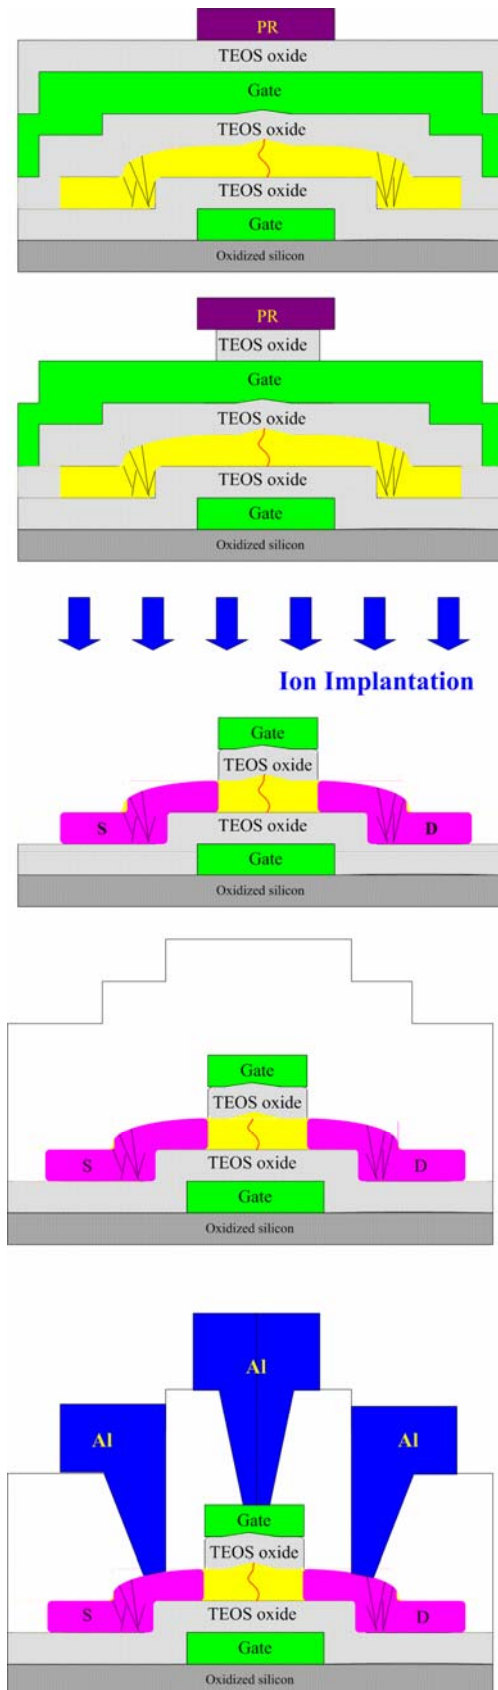 PR
TEOS oxide
Gate
TEOS oxide
TEOS oxide
Gate
Oxidized silicon
PR
TEOS oxide
Gate
TEOS oxide
TEOS oxide
Gate
Oxidized silicon
Ion Implantation
Gate
TEOS oxide
S TEOS oxide D
Gate
Oxidized silicon
Gate
TEOS oxide
S TEOS oxide D
Gate
Oxidized silicon
Al
Al Al
Gate
TEOS oxide
S TEOS oxide D
Gate
Oxidized silicon